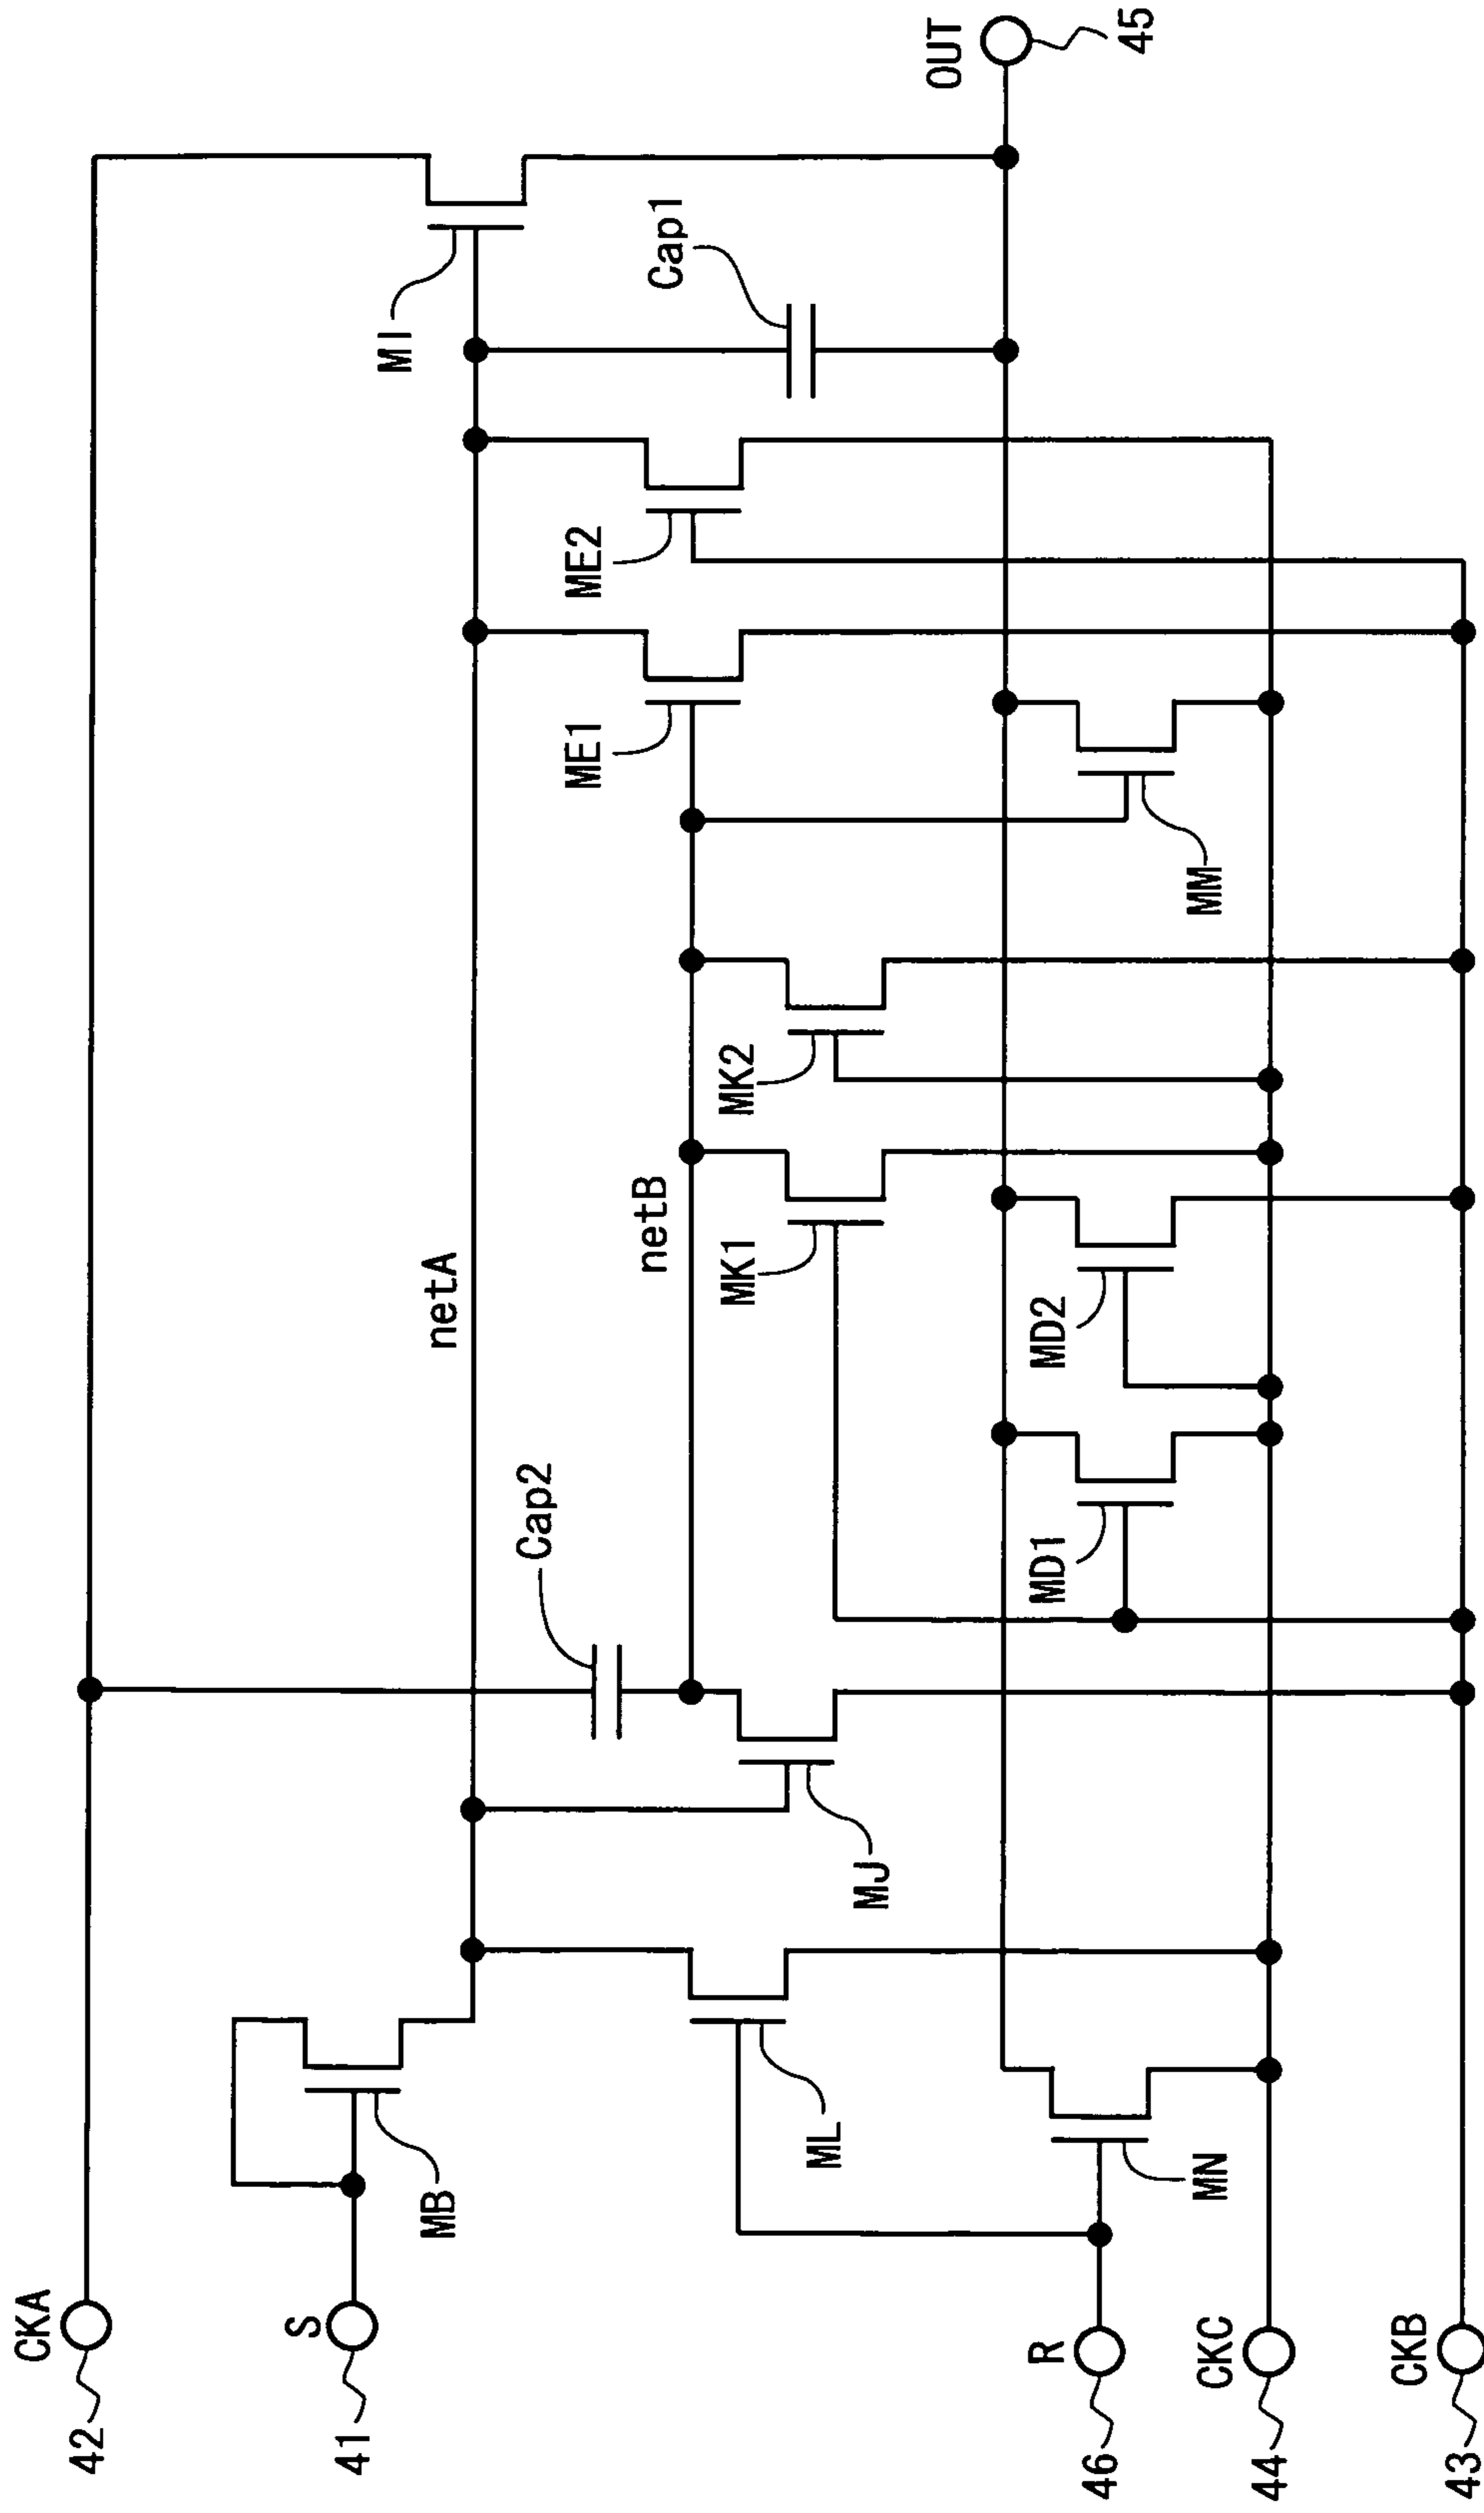 CKA
42
S
41
MB
netA
MI
Cap2
netB
Cap1
ME1
ME2
MJ
ML
MK1
MK2
MD1
MD2
MM
MN
R
46
CKC
44
CKB
43
OUT
45